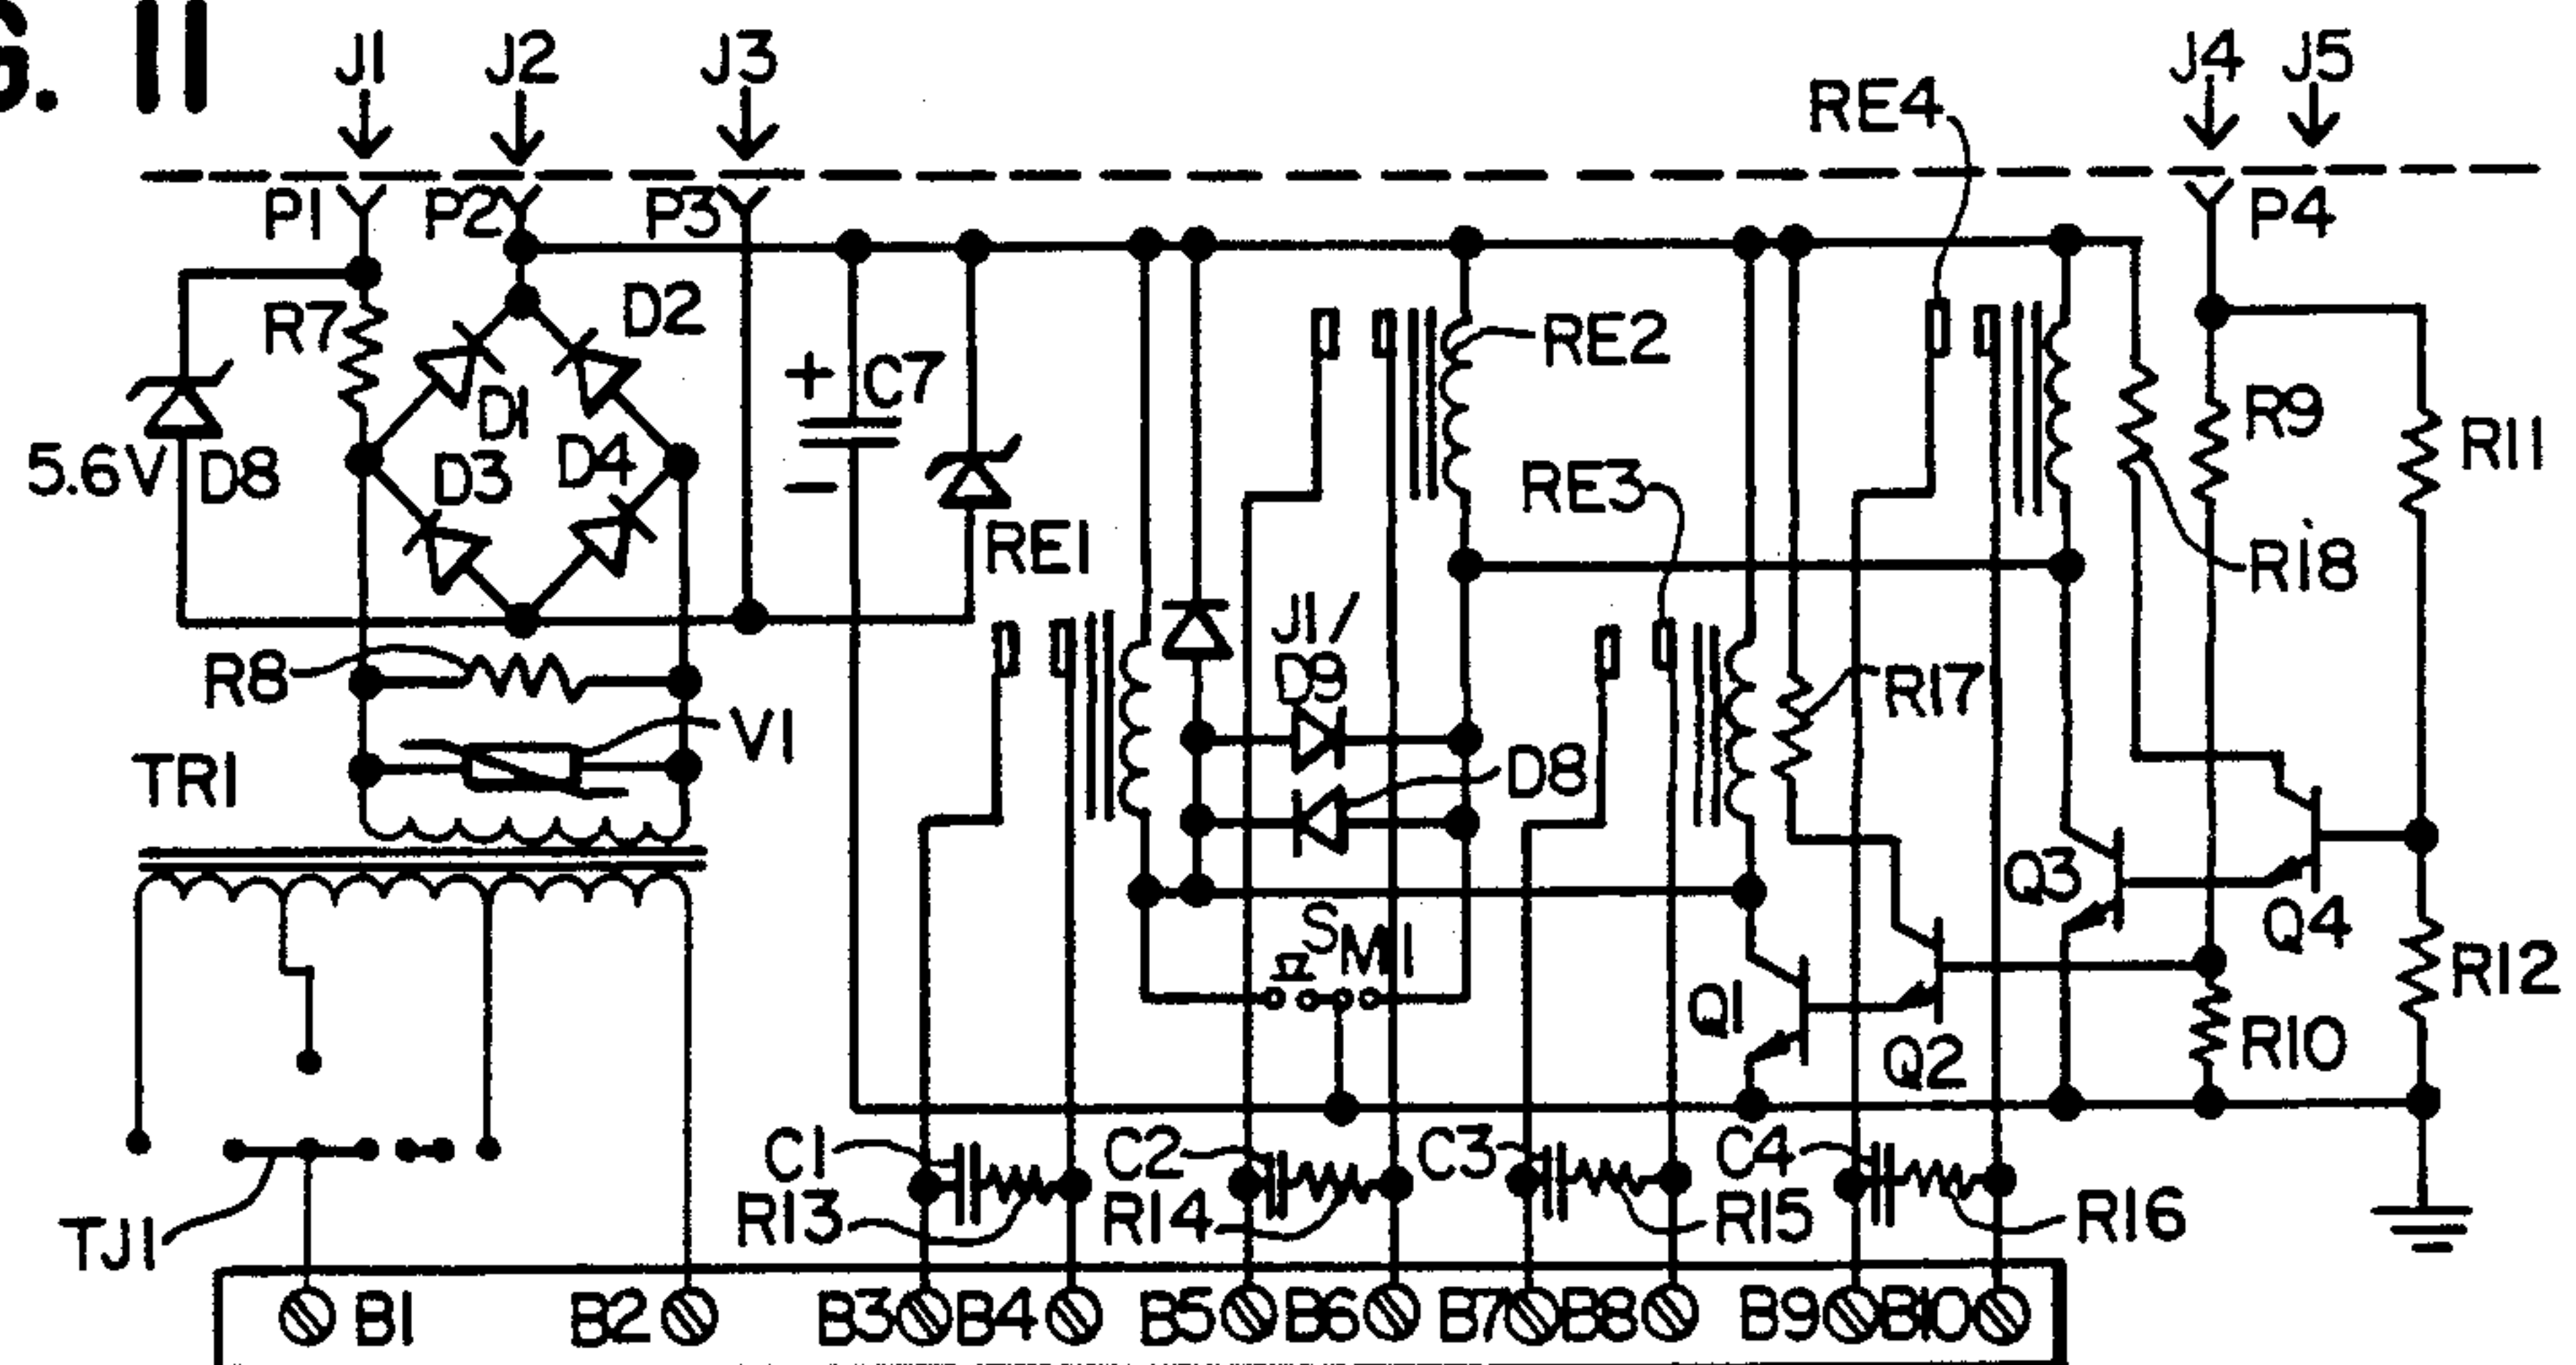 G. 11
J1 J2 J3 J4 J5
RE4
P1 P2 P3 P4
R7 D2
+ C7
RE2
D1
R9
R11
5.6V D8
D3 D4
−
RE3
RE1
R18
J1/
D9
R8
R17
V1
TR1
D8
Q3
Q4
SM1
R12
Q1
Q2
R10
C1 C2 C3 C4
R13 R14 R15 R16
TJ1
B1 B2 B3 B4 B5 B6 B7 B8 B9 B10